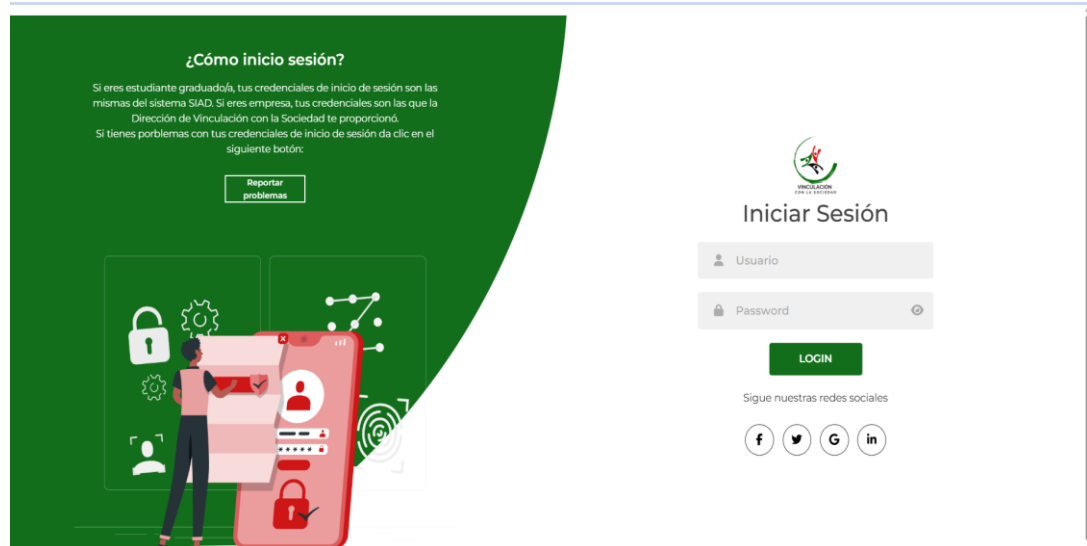 ¿Cómo inicio sesión?
Si eres estudiante graduado/a, tus credenciales de inicio de sesión son las
mismas del sistema SIAD. Si eres empresa, tus credenciales son las que la
Dirección de Vinculación con la Sociedad te proporcionó.
Si tienes porblemas con tus credenciales de inicio de sesión da clic en el
siguiente botón:
Reportar
problemas
VINCULACIÓN
CON LA SOCIEDAD
Iniciar Sesión
Usuario
Password
LOGIN
Sigue nuestras redes sociales